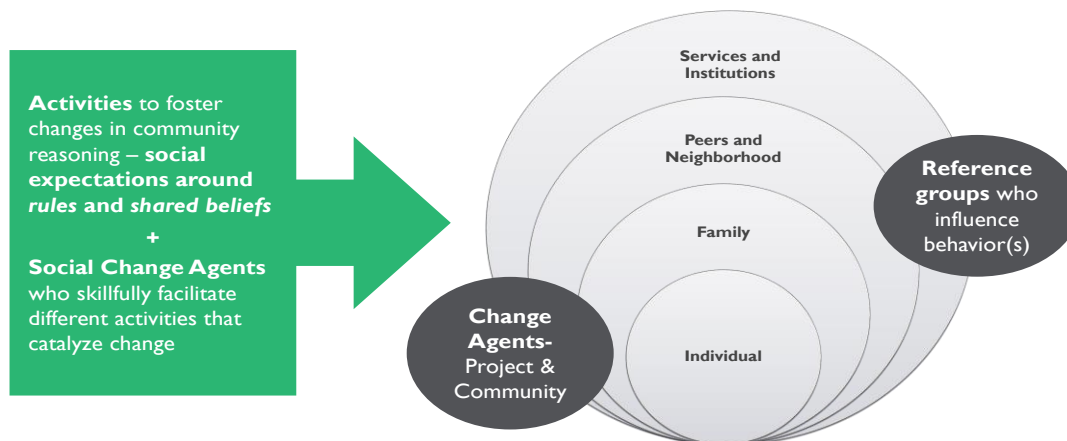 Activities to foster
changes in community
reasoning – social
expectations around
rules and shared beliefs
+
Social Change Agents
who skillfully facilitate
different activities that
catalyze change
Services and
Institutions
Peers and
Neighborhood
Family
Individual
Reference
groups who
influence
behavior(s)
Change
Agents-
Project &
Community